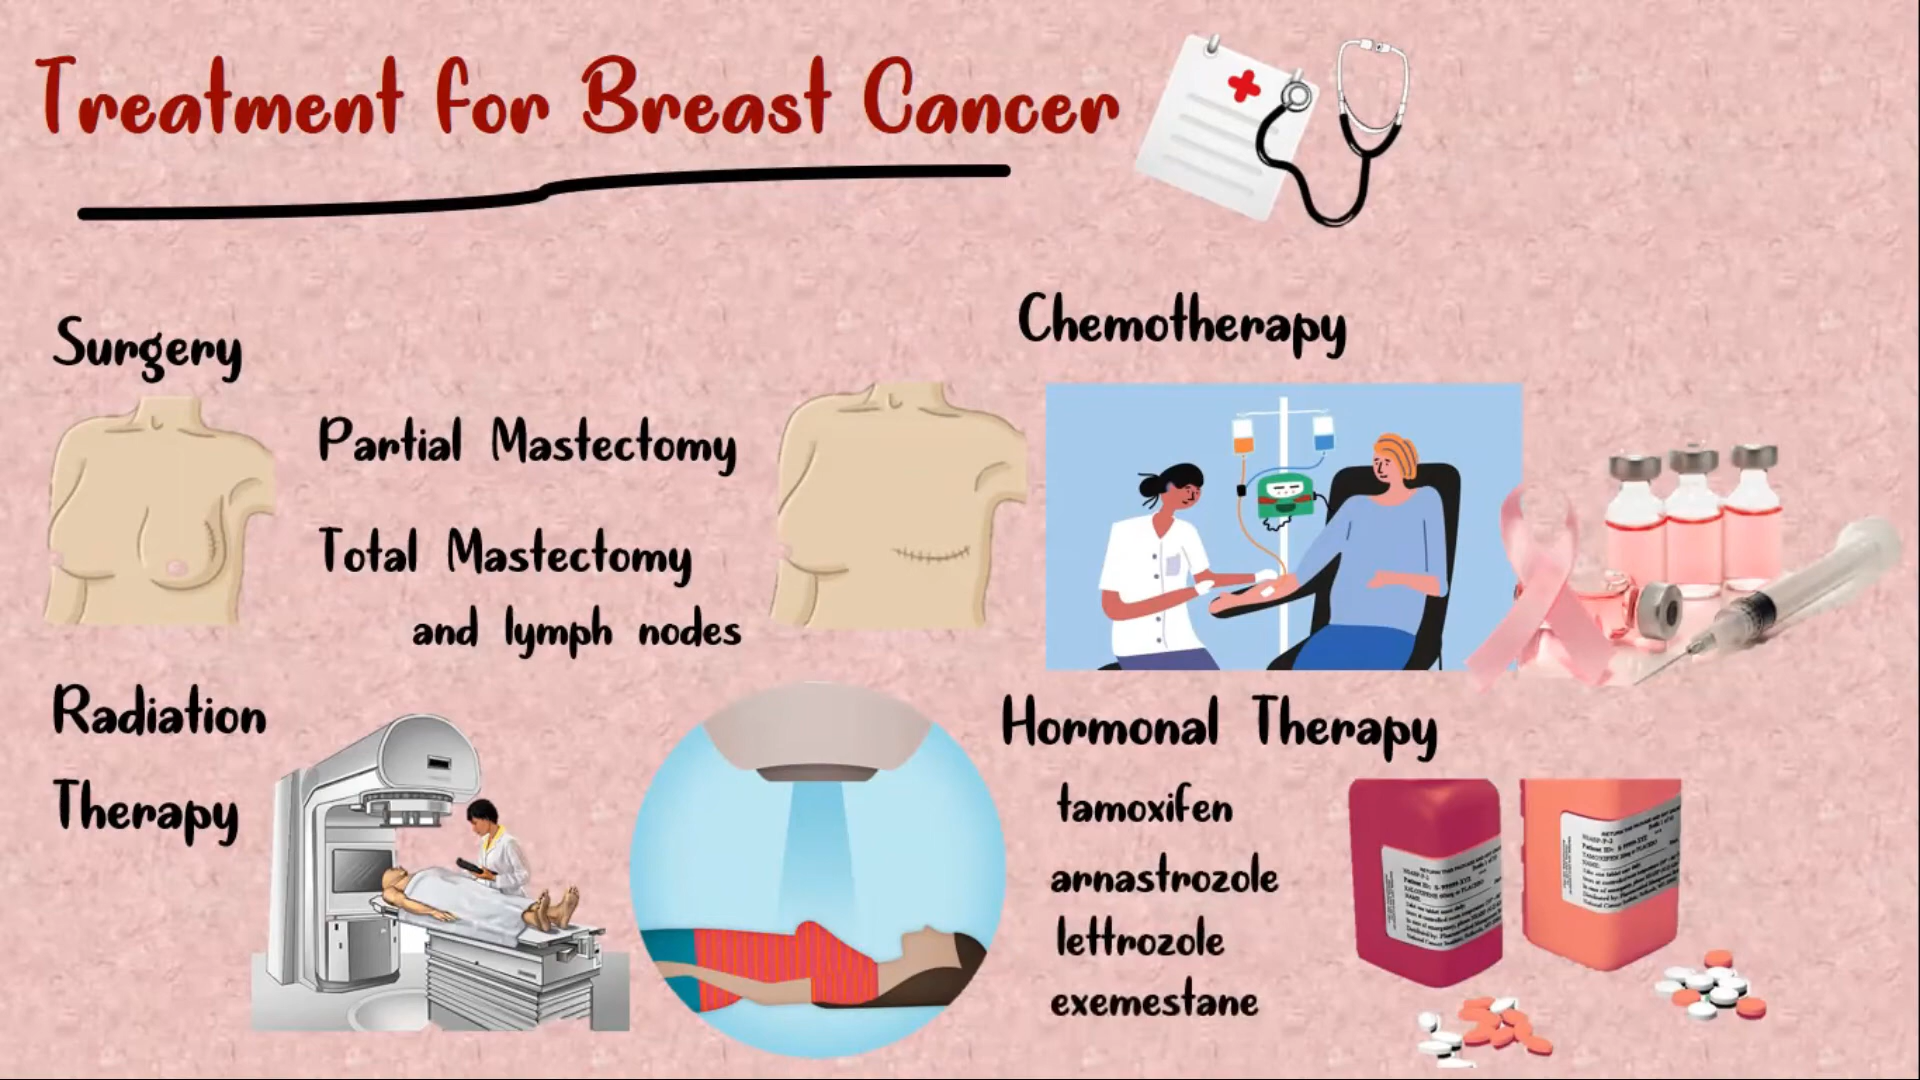 Treatment for Breast Cancer
Surgery
Partial Mastectomy
Total Mastectomy
and lymph nodes
Chemotherapy
Radiation
Therapy
Hormonal Therapy
tamoxifen
arnastrozole
lettrozole
exemestane